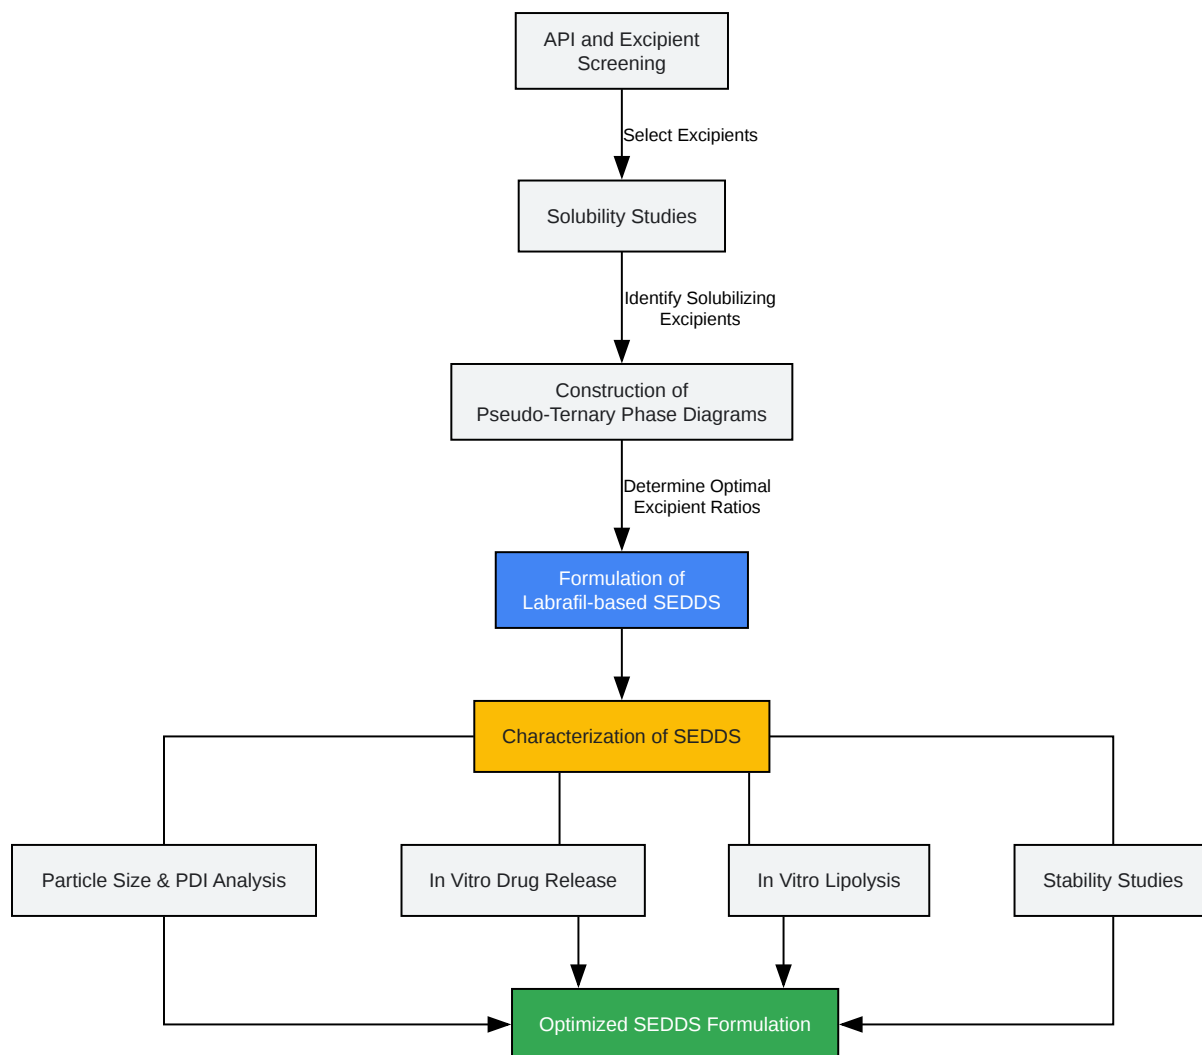 API and Excipient
Screening
Select Excipients
Solubility Studies
Identify Solubilizing
Excipients
Construction of
Pseudo-Ternary Phase Diagrams
Determine Optimal
Excipient Ratios
Formulation of
Labrafil-based SEDDS
Characterization of SEDDS
Particle Size & PDI Analysis
In Vitro Drug Release
In Vitro Lipolysis
Stability Studies
Optimized SEDDS Formulation